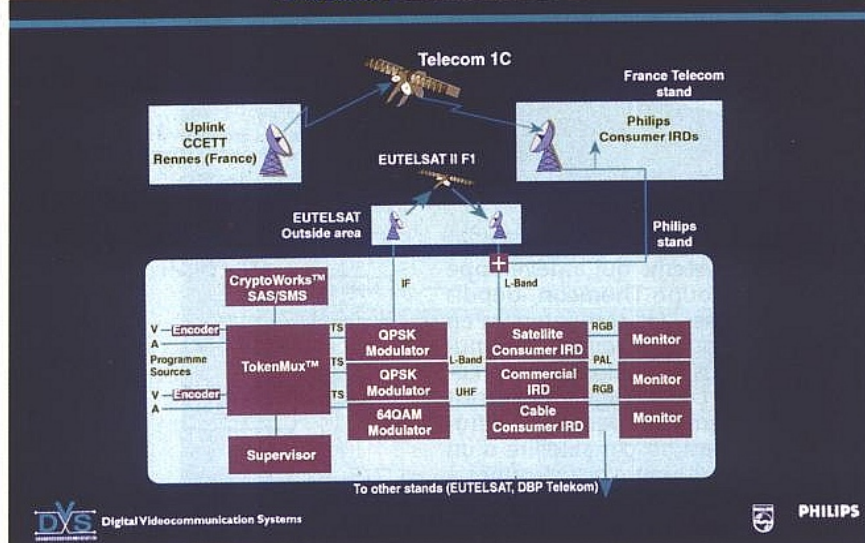 Telecom 1C
France Telecom
stand
Uplink
CCETT
Rennes (France)
Philips
Consumer IRDs
EUTELSAT II F1
EUTELSAT
Outside area
Philips
stand
CryptoWorks™
SAS/SMS
IF
L-Band
V
Encoder
A
TS
QPSK
Modulator
Satellite
Consumer IRD
RGB
Monitor
Programme
Sources
TokenMux™
TS
QPSK
Modulator
L-Band
Commercial
IRD
PAL
Monitor
V
Encoder
A
TS
64QAM
Modulator
UHF
Cable
Consumer IRD
RGB
Monitor
Supervisor
To other stands (EUTELSAT, DBP Telekom)
DVS Digital Videocommunication Systems
PHILIPS